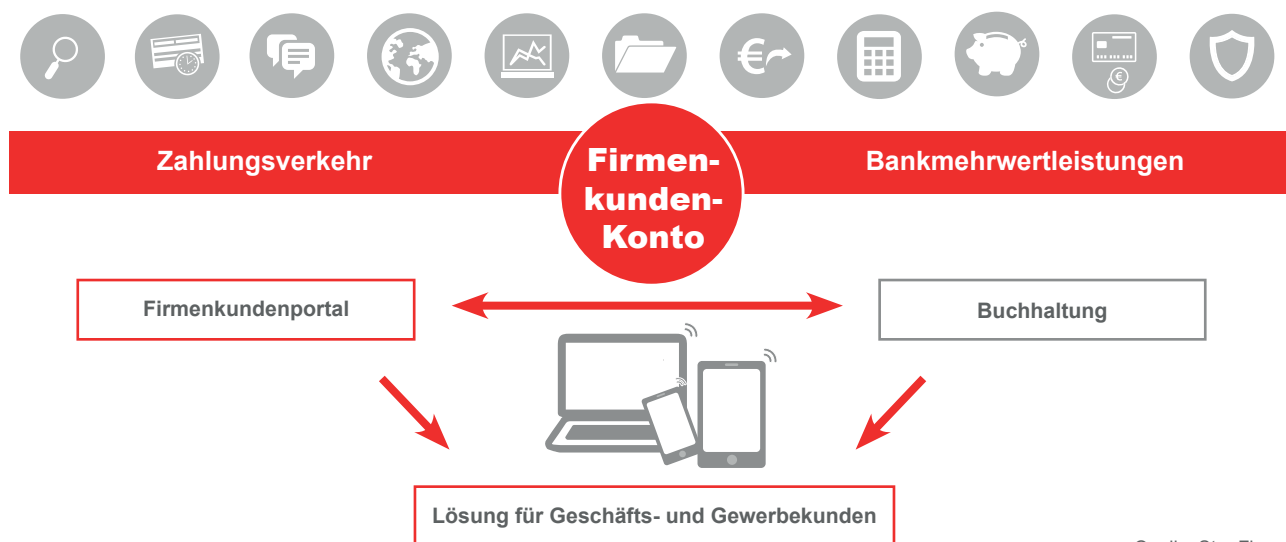 Zahlungsverkehr
Firmen-
kunden-
Konto
Bankmehrwertleistungen
Firmenkundenportal
Buchhaltung
Lösung für Geschäfts- und Gewerbekunden